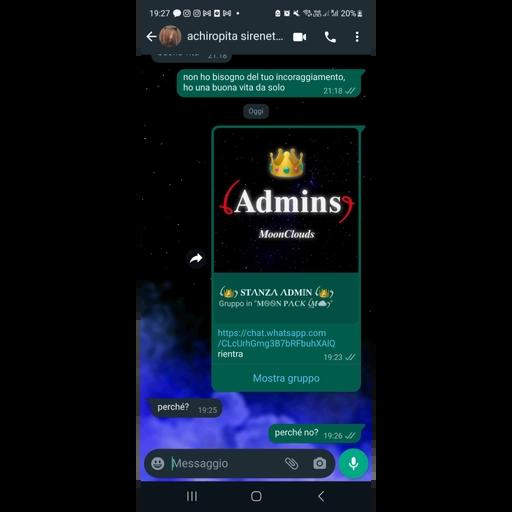 19:27
20%
achiropita sirenet...
21:18
non ho bisogno del tuo incoraggiamento,
ho una buona vita da solo
21:18
Oggi
Admins
MoonClouds
STANZA ADMIN
Gruppo in "MOON PACK
https://chat.whatsapp.com
/CLcUrhGmg3B7bRFbuhXAlQ
rientra
19:23
Mostra gruppo
perché?
19:25
perché no?
19:26
Messaggio